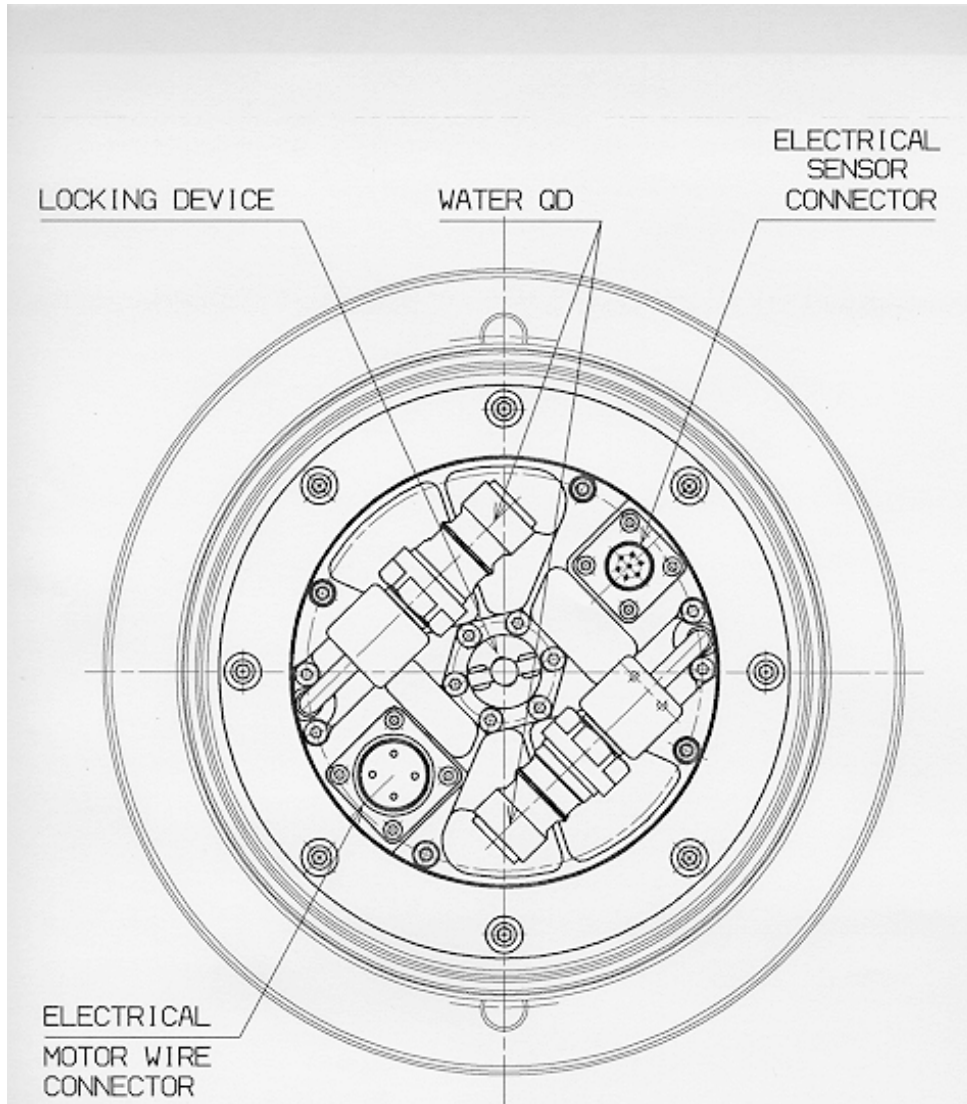 ELECTRICAL
SENSOR
CONNECTOR
LOCKING DEVICE
WATER QD
ELECTRICAL
MOTOR WIRE
CONNECTOR